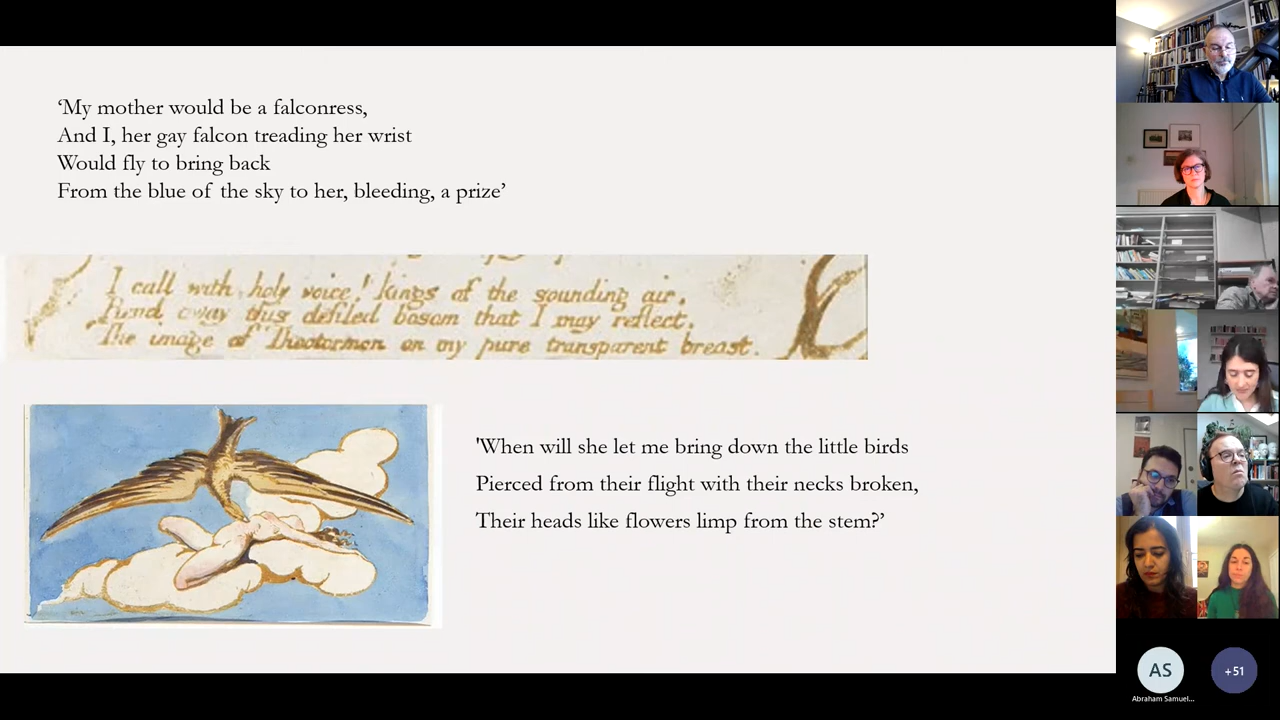 ‘My mother would be a falconress,
And I, her gay falcon treading her wrist
Would fly to bring back
From the blue of the sky to her, bleeding, a prize’
I call with holy voice! kings of the sounding air,
Rend away this defiled bosom that I may reflect.
The image of Theotormon on my pure transparent breast.
'When will she let me bring down the little birds
Pierced from their flight with their necks broken,
Their heads like flowers limp from the stem?’
AS
+51
Abraham Samuel...